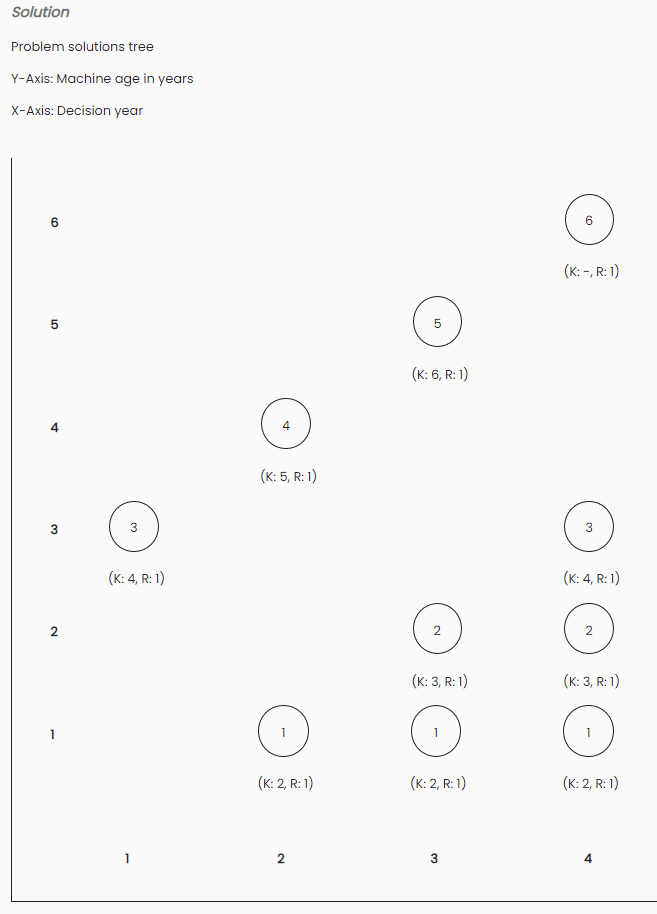 Solution
Problem solutions tree
Y-Axis: Machine age in years
X-Axis: Decision year
6 6
(K: -, R: 1)
5 5
(K: 6, R: 1)
4 4
(K: 5, R: 1)
3 3 3
(K: 4, R: 1) (K: 4, R: 1)
2 2 2
(K: 3, R: 1) (K: 3, R: 1)
1 1 1 1
(K: 2, R: 1) (K: 2, R: 1) (K: 2, R: 1)
1 2 3 4